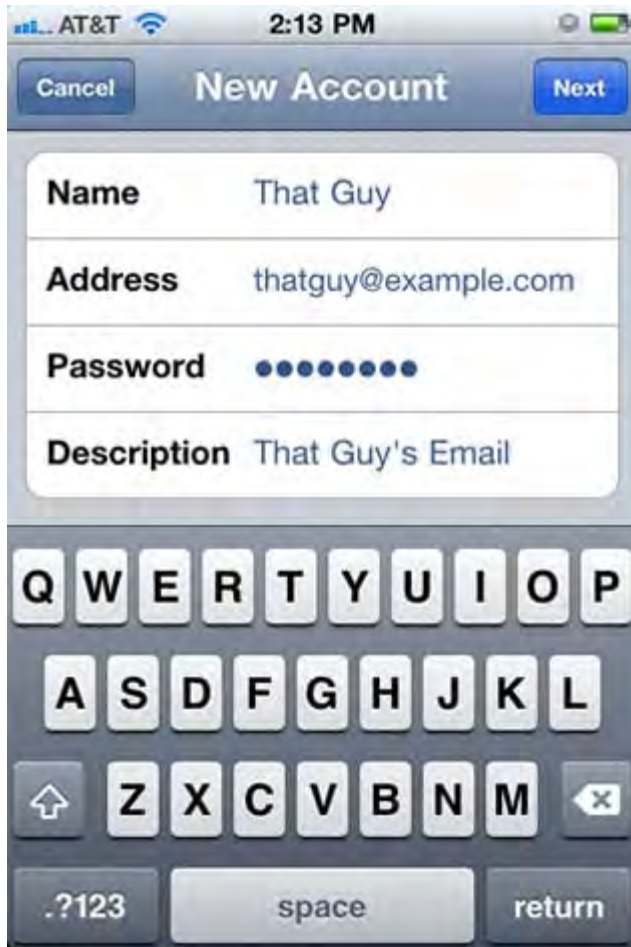 AT&T 2:13 PM
Cancel New Account Next
Name That Guy
Address thatguy@example.com
Password ●●●●●●●●
Description That Guy's Email
Q W E R T Y U I O P
A S D F G H J K L
Z X C V B N M
.?123 space return